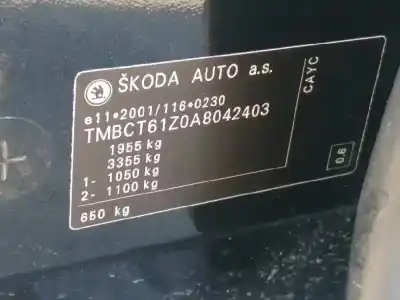 ŠKODA AUTO a.s.
e11*2001/116*0230
TMBCT61Z0A8042403
1955 kg
3355 kg
1- 1050 kg
2- 1100 kg
650 kg
CAYC
0.6